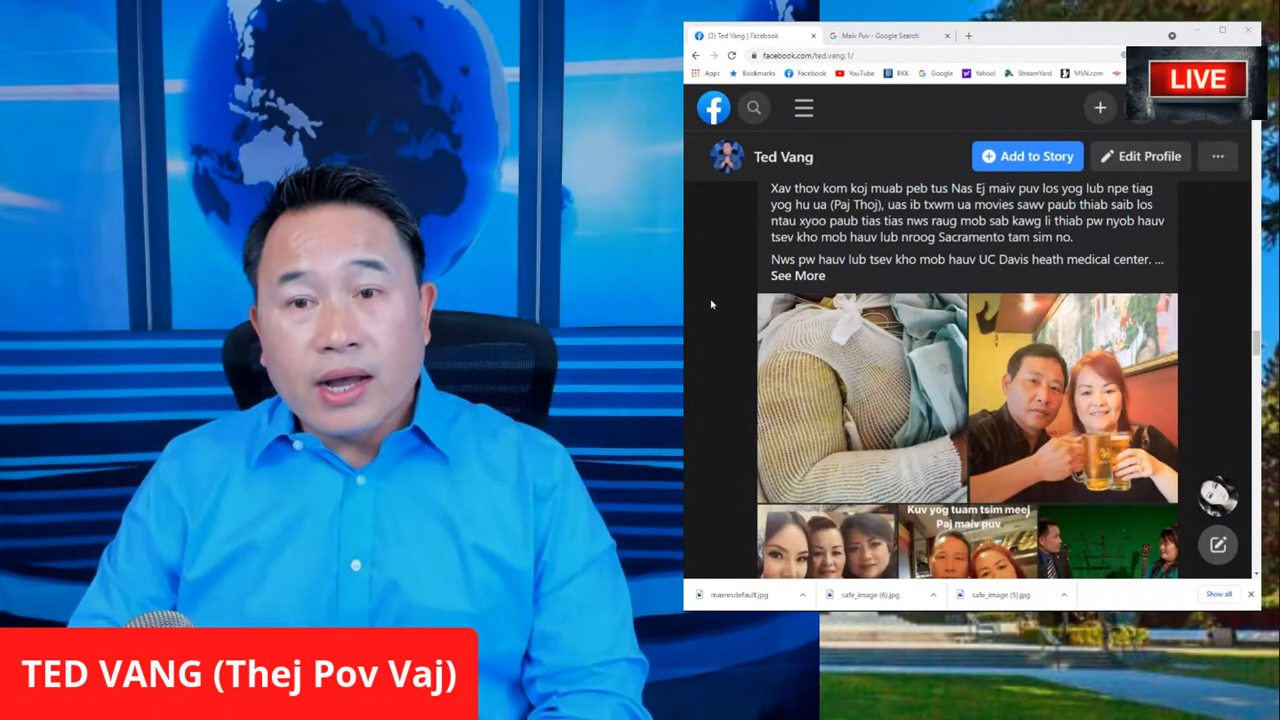 (3) Ted Vang | Facebook
Maiv Puv - Google Search
facebook.com/ted.vang.1/
Apps
Bookmarks
Facebook
YouTube
BKK
Google
Yahoo!
StreamYard
MSN.com
LIVE
Ted Vang
Add to Story
Edit Profile
Xav thov kom koj muab peb tus Nas Ej maiv puv los yog lub npe tiag
yog hu ua (Paj Thoj), uas ib txwm ua movies sawv paub thiab saib los
ntau xyoo paub tias tias nws raug mob sab kawg li thiab pw nyob hauv
tsev kho mob hauv lub nroog Sacramento tam sim no.
Nws pw hauv lub tsev kho mob hauv UC Davis heath medical center. ...
See More
Kuv yog tuam tsim meej
Paj maiv puv
maxresdefault.jpg
safe_image (6).jpg
safe_image (5).jpg
Show all
TED VANG (Thej Pov Vaj)